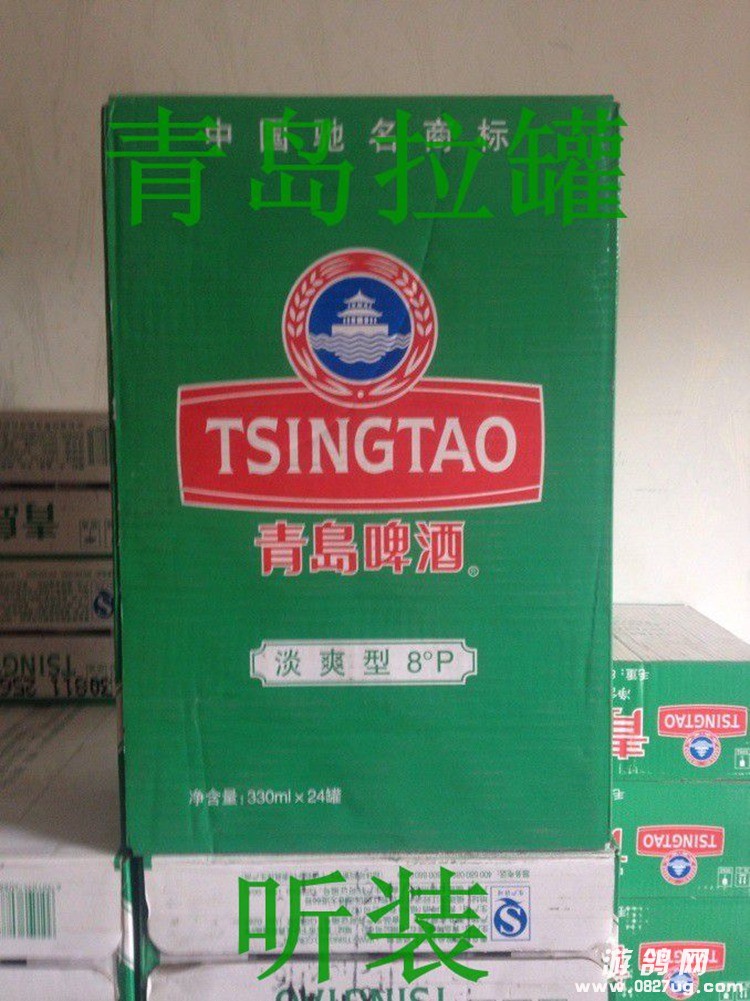 中国驰名商标
青岛拉罐
TSINGTAO
青島啤酒®
淡爽型 8°P
净含量:330ml×24罐
听装
TSINGTAO
TSINGTAO
TSING
游鸽网
www.0827ug.com